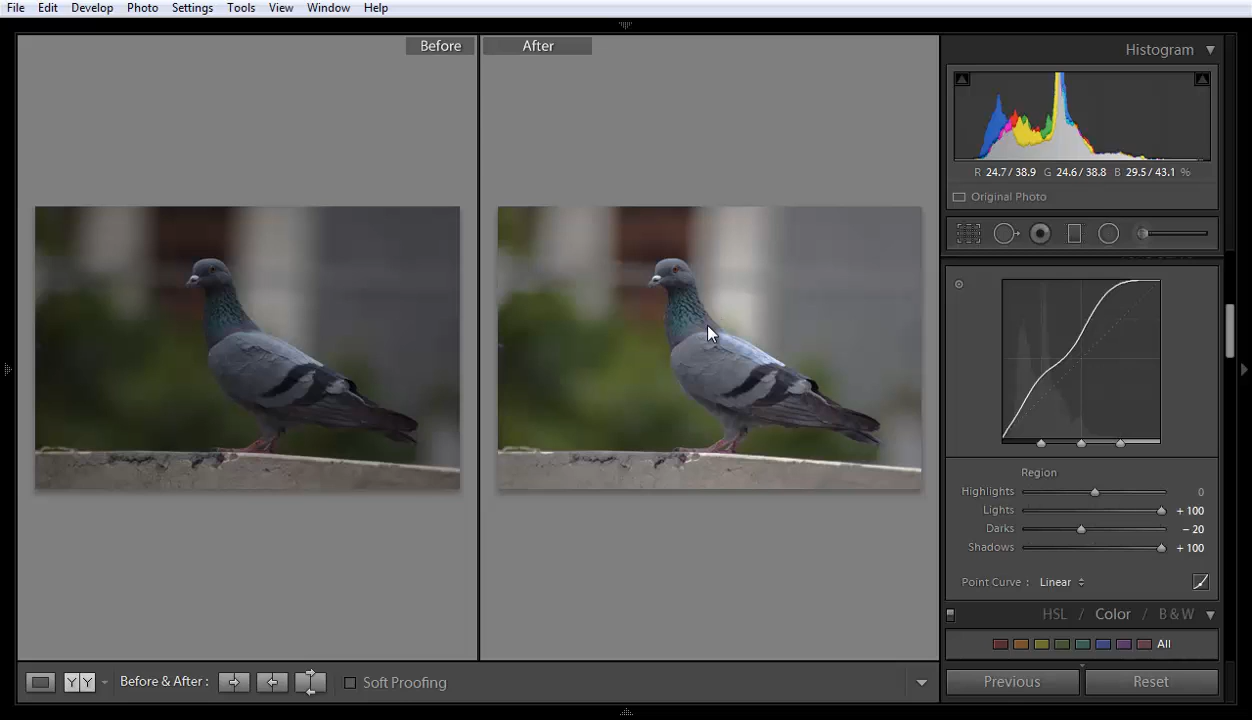 File Edit Develop Photo Settings Tools View Window Help
Before After
Histogram
R 24.7 / 38.9 G 24.6 / 38.8 B 29.5 / 43.1 %
Original Photo
Region
Highlights 0
Lights + 100
Darks – 20
Shadows + 100
Point Curve : Linear
HSL / Color / B & W
All
Y Y Before & After : Soft Proofing
Previous Reset